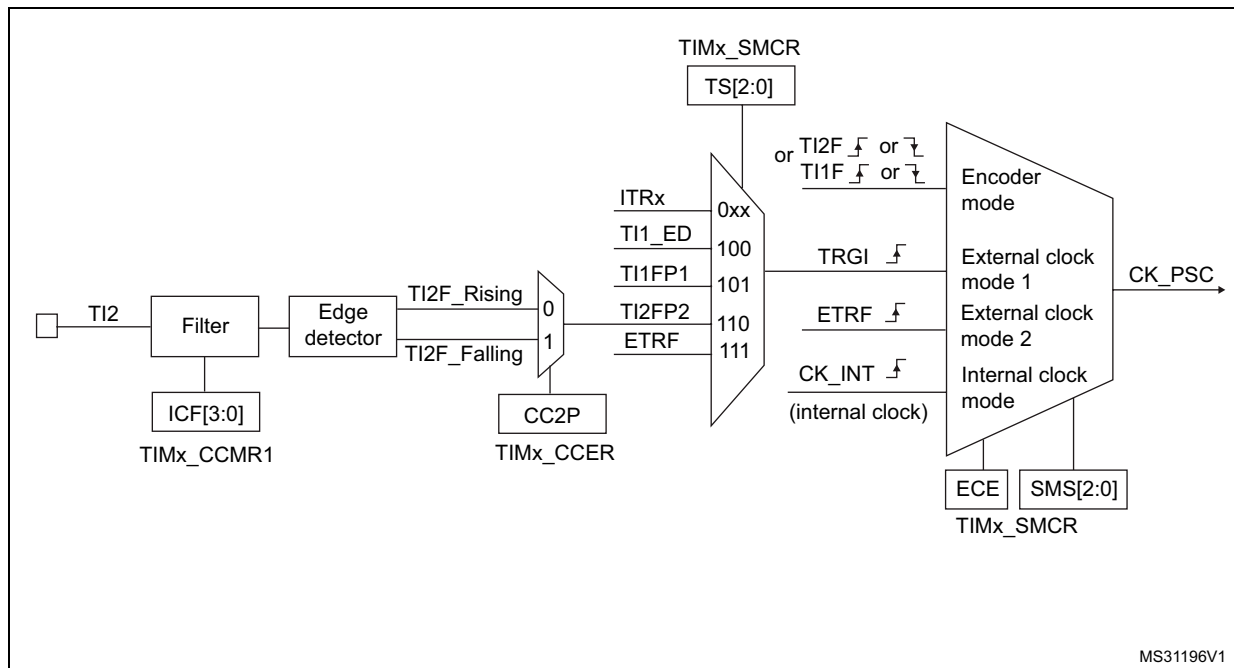 TIMx_SMCR
TS[2:0]
or TI2F or
TI1F or
Encoder
mode
ITRx
0xx
TI1_ED
100
TRGI
External clock
mode 1
CK_PSC
TI1FP1
101
TI2F_Rising
0
TI2
Filter
Edge
detector
TI2FP2
110
ETRF
External clock
mode 2
1
TI2F_Falling
ETRF
111
CK_INT
(internal clock)
Internal clock
mode
ICF[3:0]
TIMx_CCMR1
CC2P
TIMx_CCER
ECE
SMS[2:0]
TIMx_SMCR
MS31196V1